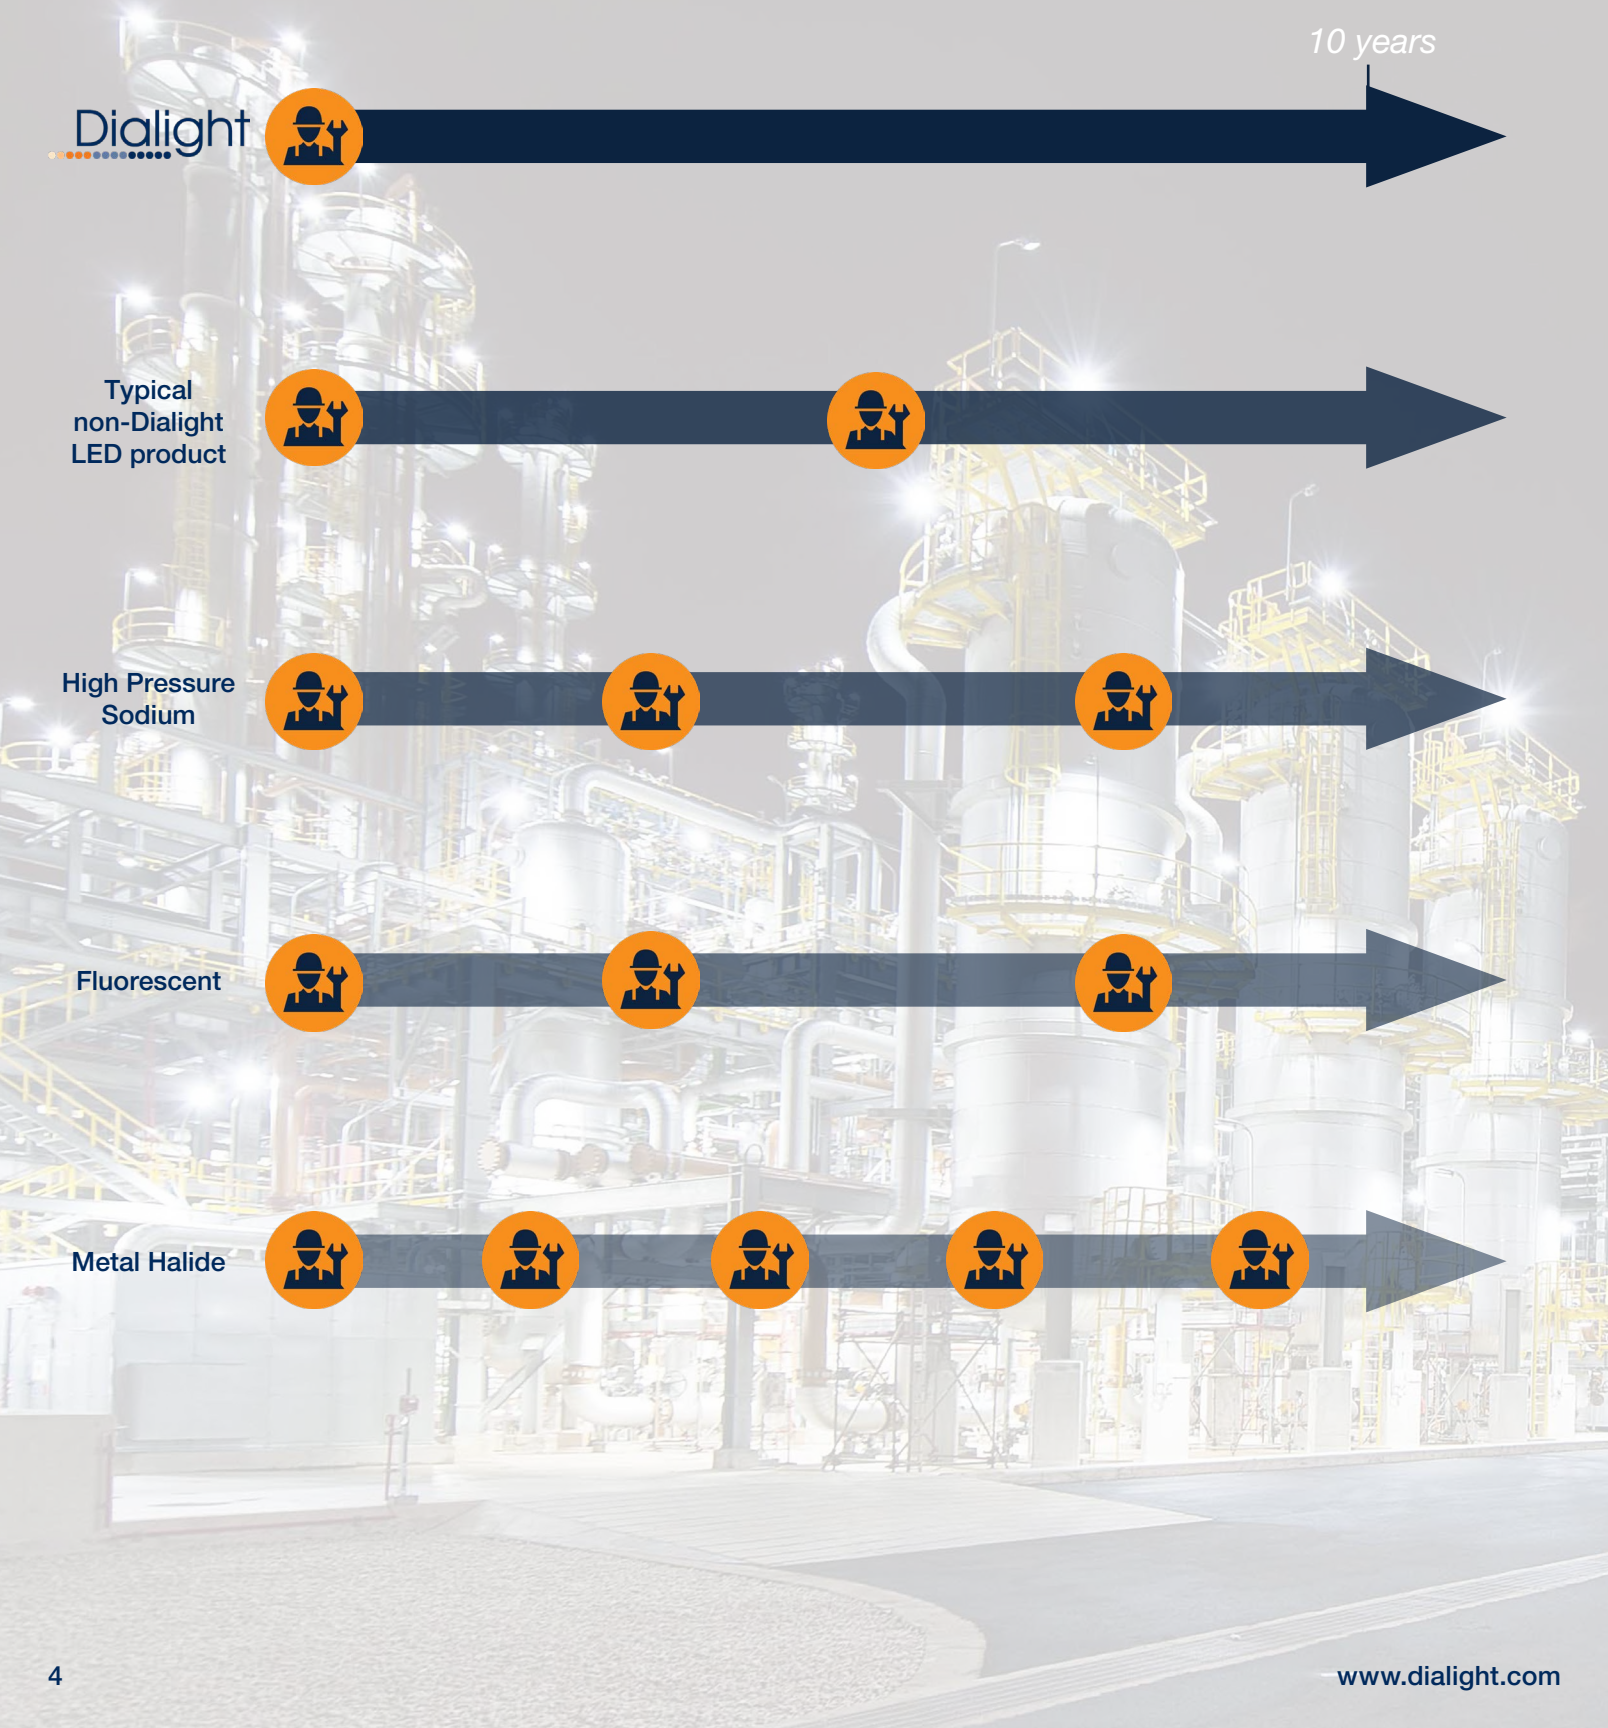 10 years
Dialight
Typical
non-Dialight
LED product
High Pressure
Sodium
Fluorescent
Metal Halide
4
www.dialight.com